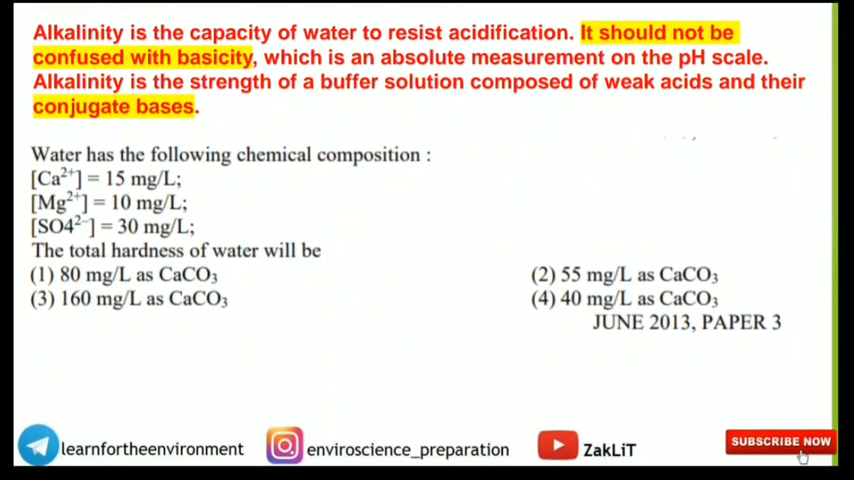 Alkalinity is the capacity of water to resist acidification. It should not be
confused with basicity, which is an absolute measurement on the pH scale.
Alkalinity is the strength of a buffer solution composed of weak acids and their
conjugate bases.
Water has the following chemical composition :
[Ca²⁺] = 15 mg/L;
[Mg²⁺] = 10 mg/L;
[SO4²⁻] = 30 mg/L;
The total hardness of water will be
(1) 80 mg/L as CaCO₃ (2) 55 mg/L as CaCO₃
(3) 160 mg/L as CaCO₃ (4) 40 mg/L as CaCO₃
JUNE 2013, PAPER 3
learnfortheenvironment enviroscience_preparation ZakLiT SUBSCRIBE NOW